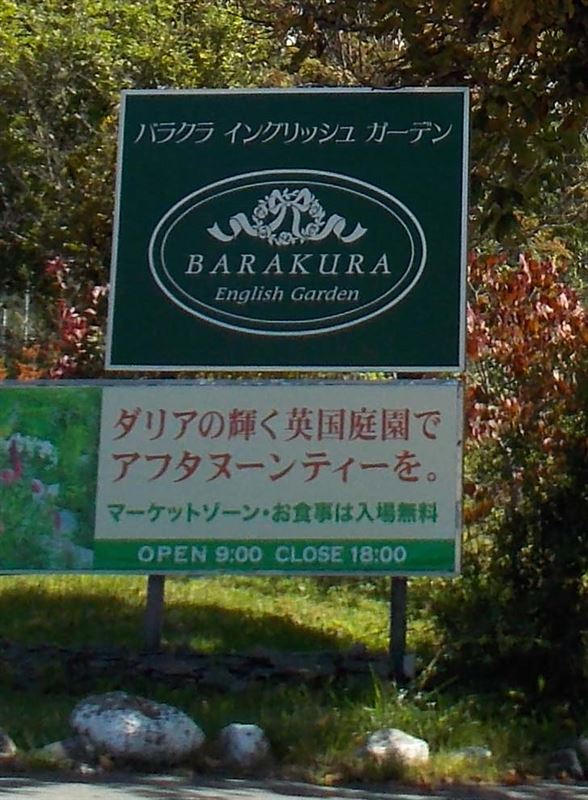 バラクラ イングリッシュ ガーデン
BARAKURA
English Garden
ダリアの輝く英国庭園で
アフタヌーンティーを。
マーケットゾーン・お食事は入場無料
OPEN 9:00 CLOSE 18:00